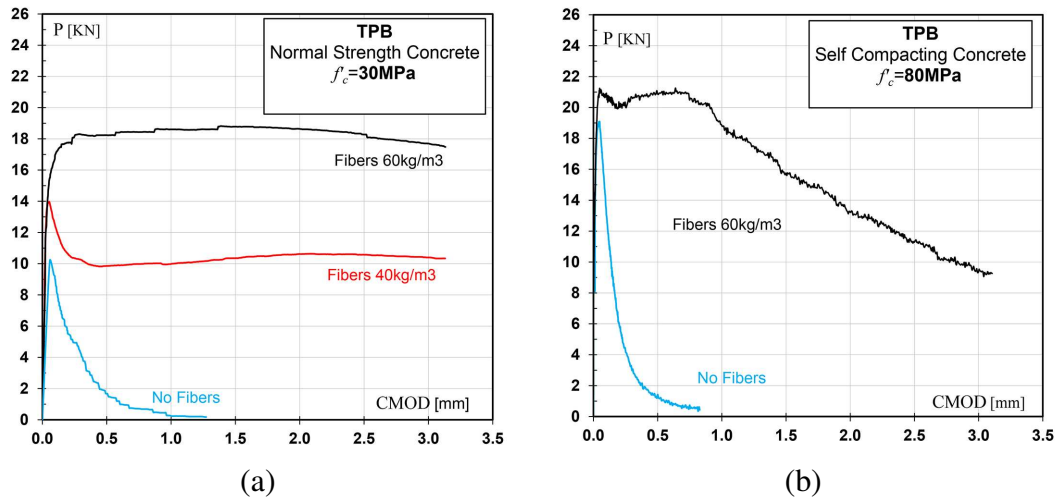 P [KN]
TPB
Normal Strength Concrete
f'c=30MPa
26
24
22
20
18
16
14
12
10
8
6
4
2
0
Fibers 60kg/m3
Fibers 40kg/m3
No Fibers
CMOD [mm]
0.0 0.5 1.0 1.5 2.0 2.5 3.0 3.5
(a)
P [KN]
TPB
Self Compacting Concrete
f'c=80MPa
26
24
22
20
18
16
14
12
10
8
6
4
2
0
Fibers 60kg/m3
No Fibers
CMOD [mm]
0.0 0.5 1.0 1.5 2.0 2.5 3.0 3.5
(b)